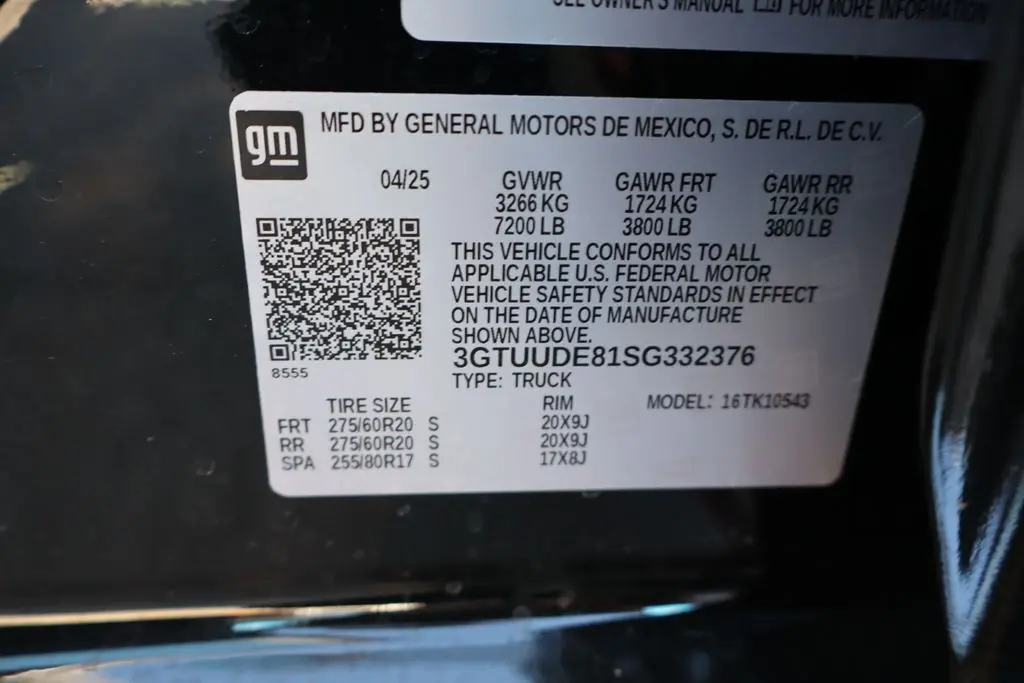 SEE OWNER'S MANUAL FOR MORE INFORMATION
gm
MFD BY GENERAL MOTORS DE MEXICO, S. DE R.L. DE C.V.
04/25 GVWR GAWR FRT GAWR RR
3266 KG 1724 KG 1724 KG
7200 LB 3800 LB 3800 LB
THIS VEHICLE CONFORMS TO ALL
APPLICABLE U.S. FEDERAL MOTOR
VEHICLE SAFETY STANDARDS IN EFFECT
ON THE DATE OF MANUFACTURE
SHOWN ABOVE.
3GTUUDE81SG332376
8555
TYPE: TRUCK
TIRE SIZE RIM MODEL: 16TK10543
FRT 275/60R20 S 20X9J
RR 275/60R20 S 20X9J
SPA 255/80R17 S 17X8J